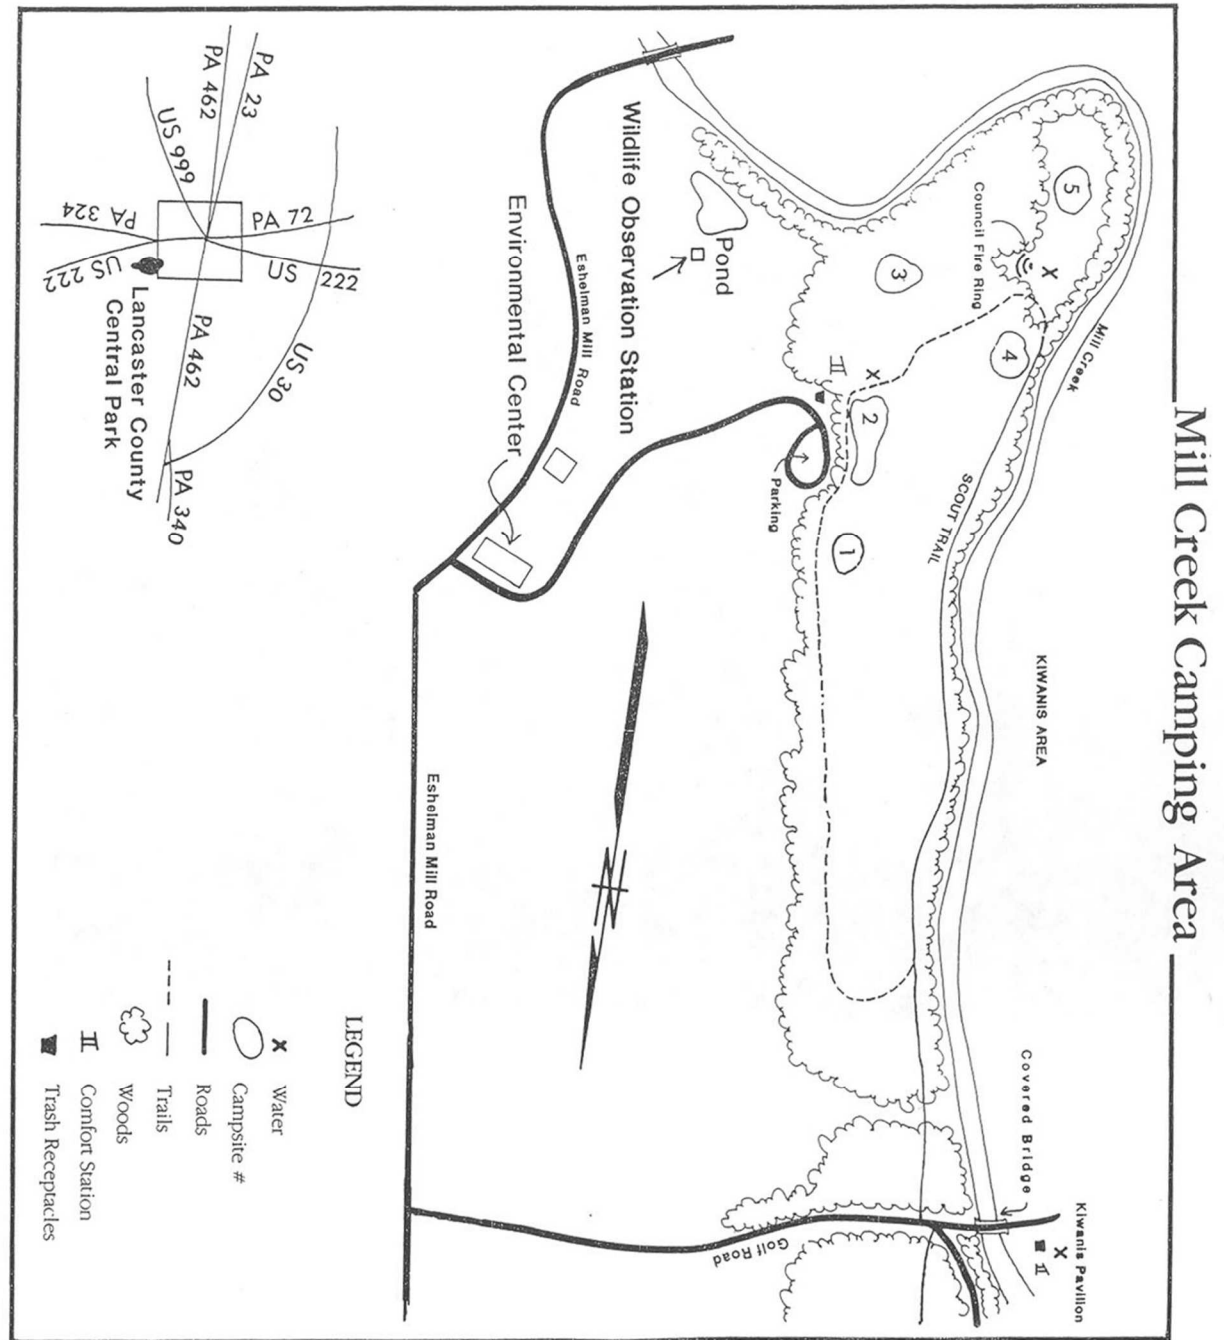 Mill Creek Camping Area
PA 23
PA 462
US 999
PA 324
PA 72
US 222
US 222
US 30
PA 462
PA 340
Lancaster County
Central Park
Wildlife Observation Station
Environmental Center
Eshelman Mill Road
Pond
Council Fire Ring
5
3
X
4
Mill Creek
X
2
Parking
1
SCOUT TRAIL
KIWANIS AREA
N
Eshelman Mill Road
Covered Bridge
Kiwanis Pavilion
X
Golf Road
LEGEND
X Water
Campsite #
Roads
Trails
Woods
Comfort Station
Trash Receptacles